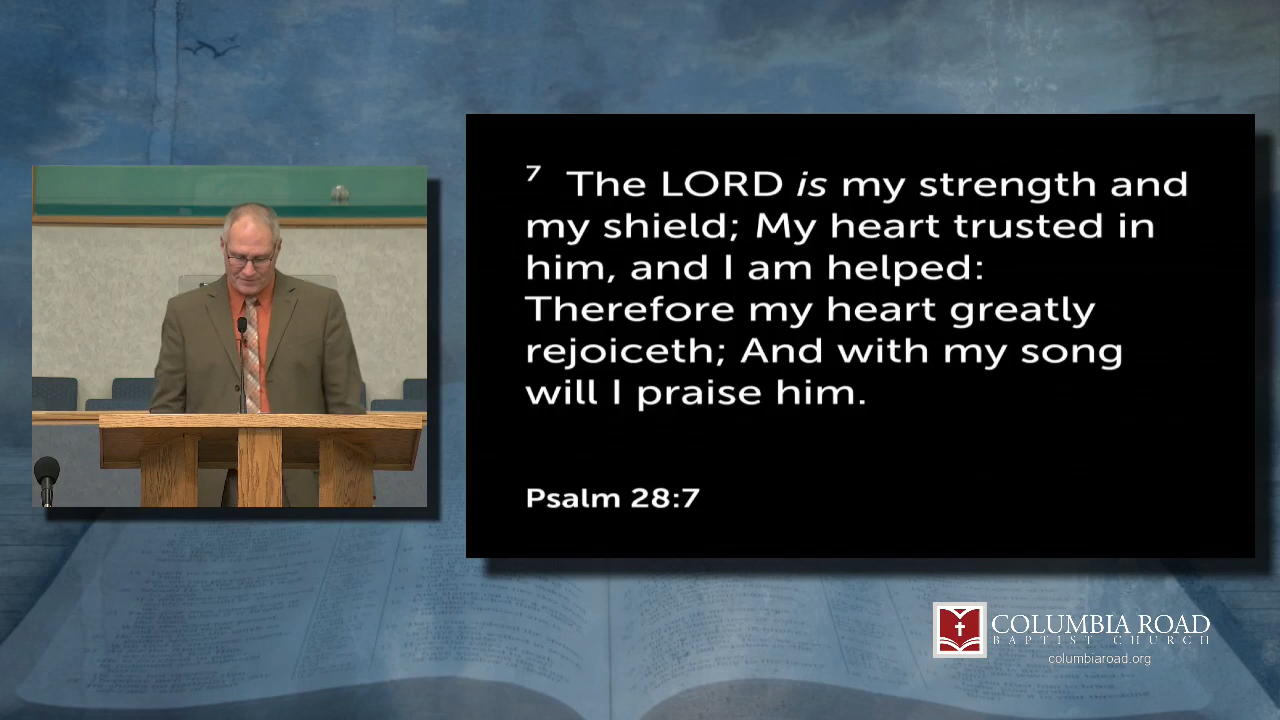 7 The LORD is my strength and
my shield; My heart trusted in
him, and I am helped:
Therefore my heart greatly
rejoiceth; And with my song
will I praise him.
Psalm 28:7
COLUMBIA ROAD
BAPTIST CHURCH
columbiaroad.org